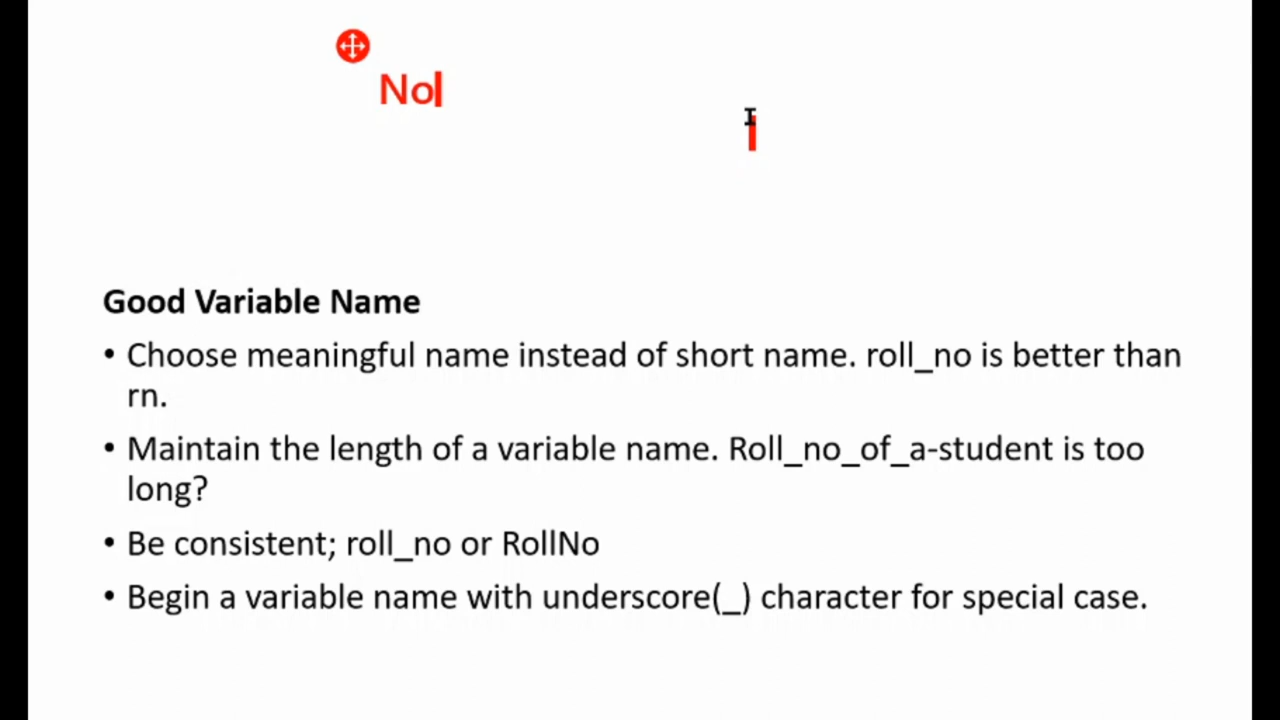 No
Good Variable Name
• Choose meaningful name instead of short name. roll_no is better than
rn.
• Maintain the length of a variable name. Roll_no_of_a-student is too
long?
• Be consistent; roll_no or RollNo
• Begin a variable name with underscore(_) character for special case.